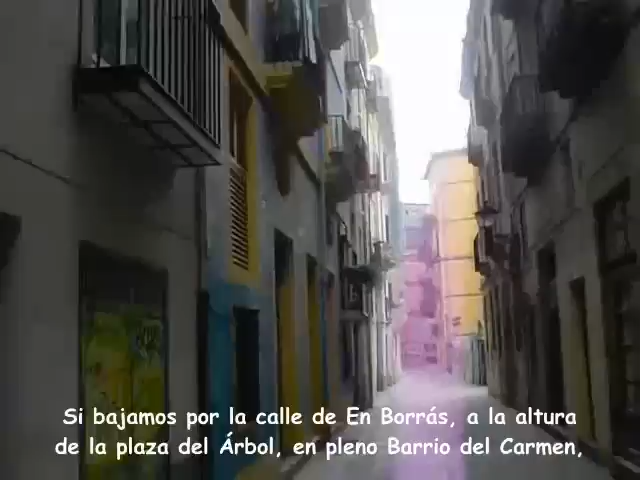 Si bajamos por la calle de En Borrás, a la altura
de la plaza del Árbol, en pleno Barrio del Carmen,